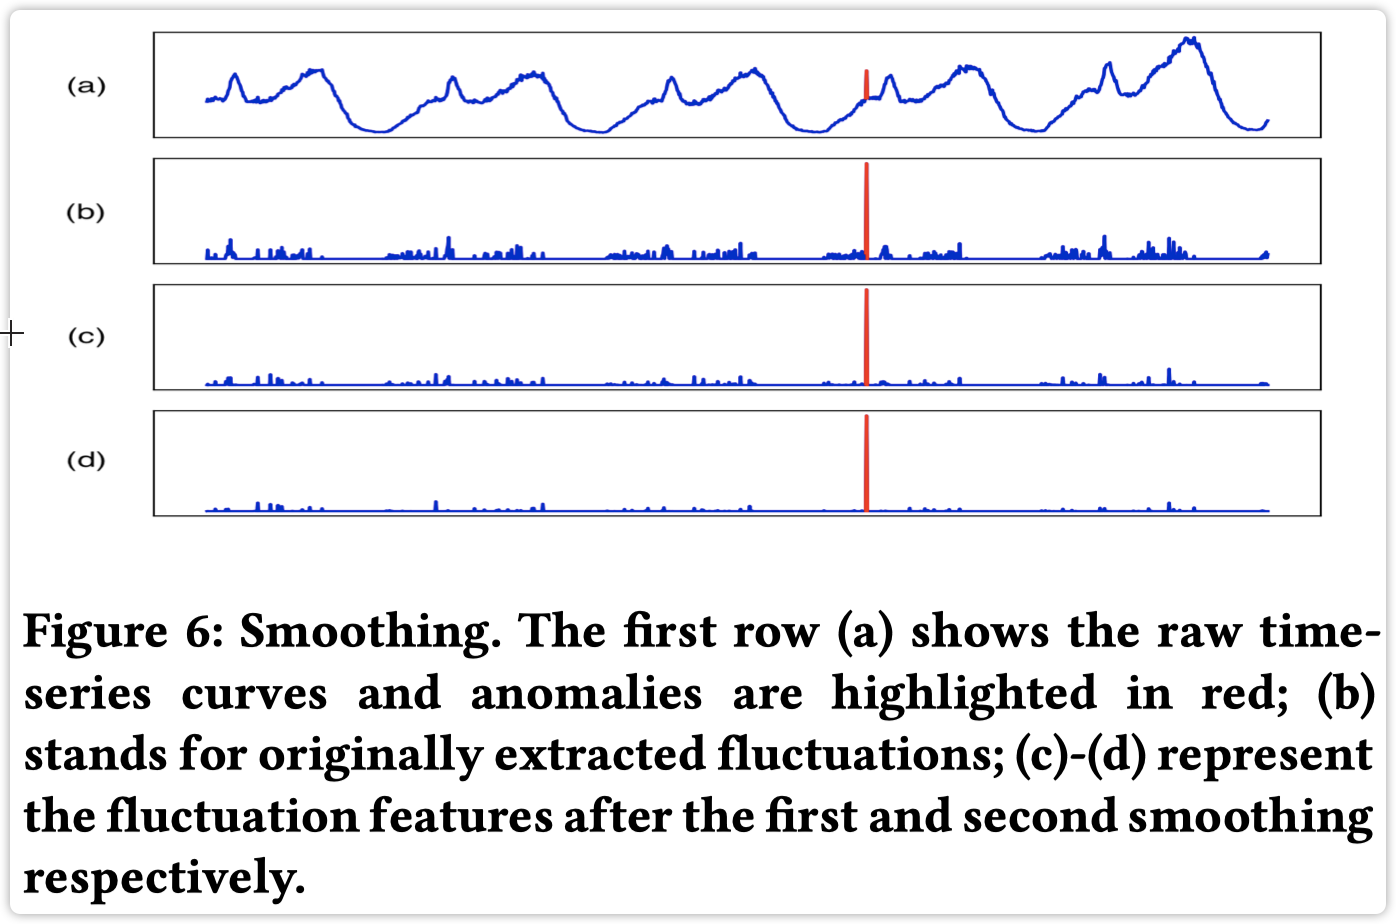 (a)
(b)
(c)
(d)
Figure 6: Smoothing. The first row (a) shows the raw time-
series curves and anomalies are highlighted in red; (b)
stands for originally extracted fluctuations; (c)-(d) represent
the fluctuation features after the first and second smoothing
respectively.